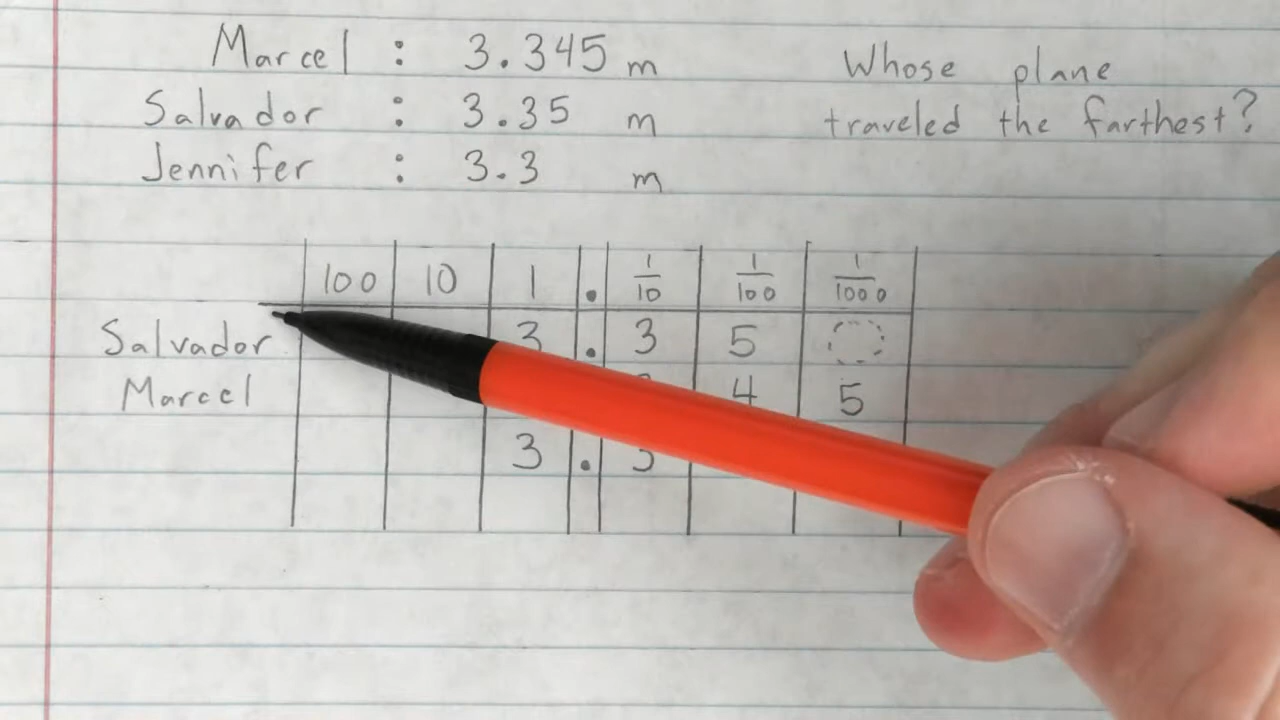 Marcel : 3.345 m
Salvador : 3.35 m
Jennifer : 3.3 m
Whose plane
traveled the farthest?
100 10 1 . 1/10 1/100 1/1000
Salvador 3 . 3 5
Marcel 4 5
3 .